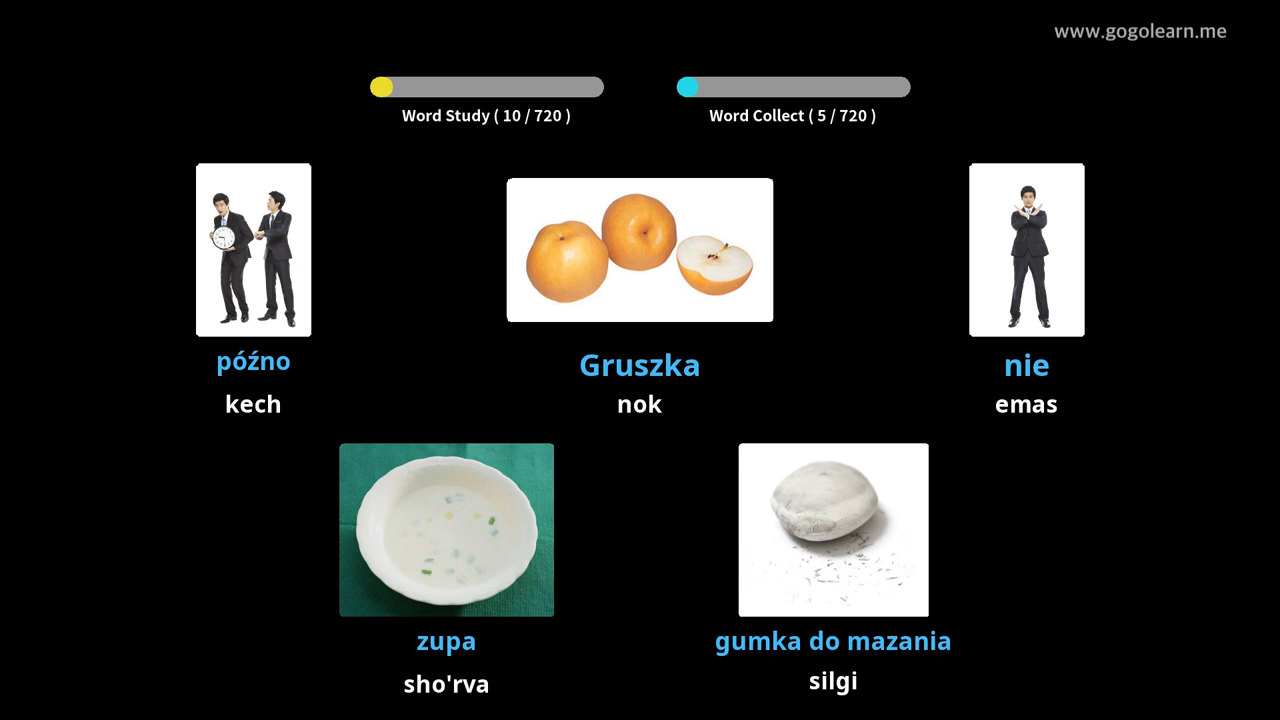 www.gogolearn.me
Word Study ( 10 / 720 )
Word Collect ( 5 / 720 )
późno
kech
Gruszka
nok
nie
emas
zupa
sho'rva
gumka do mazania
silgi